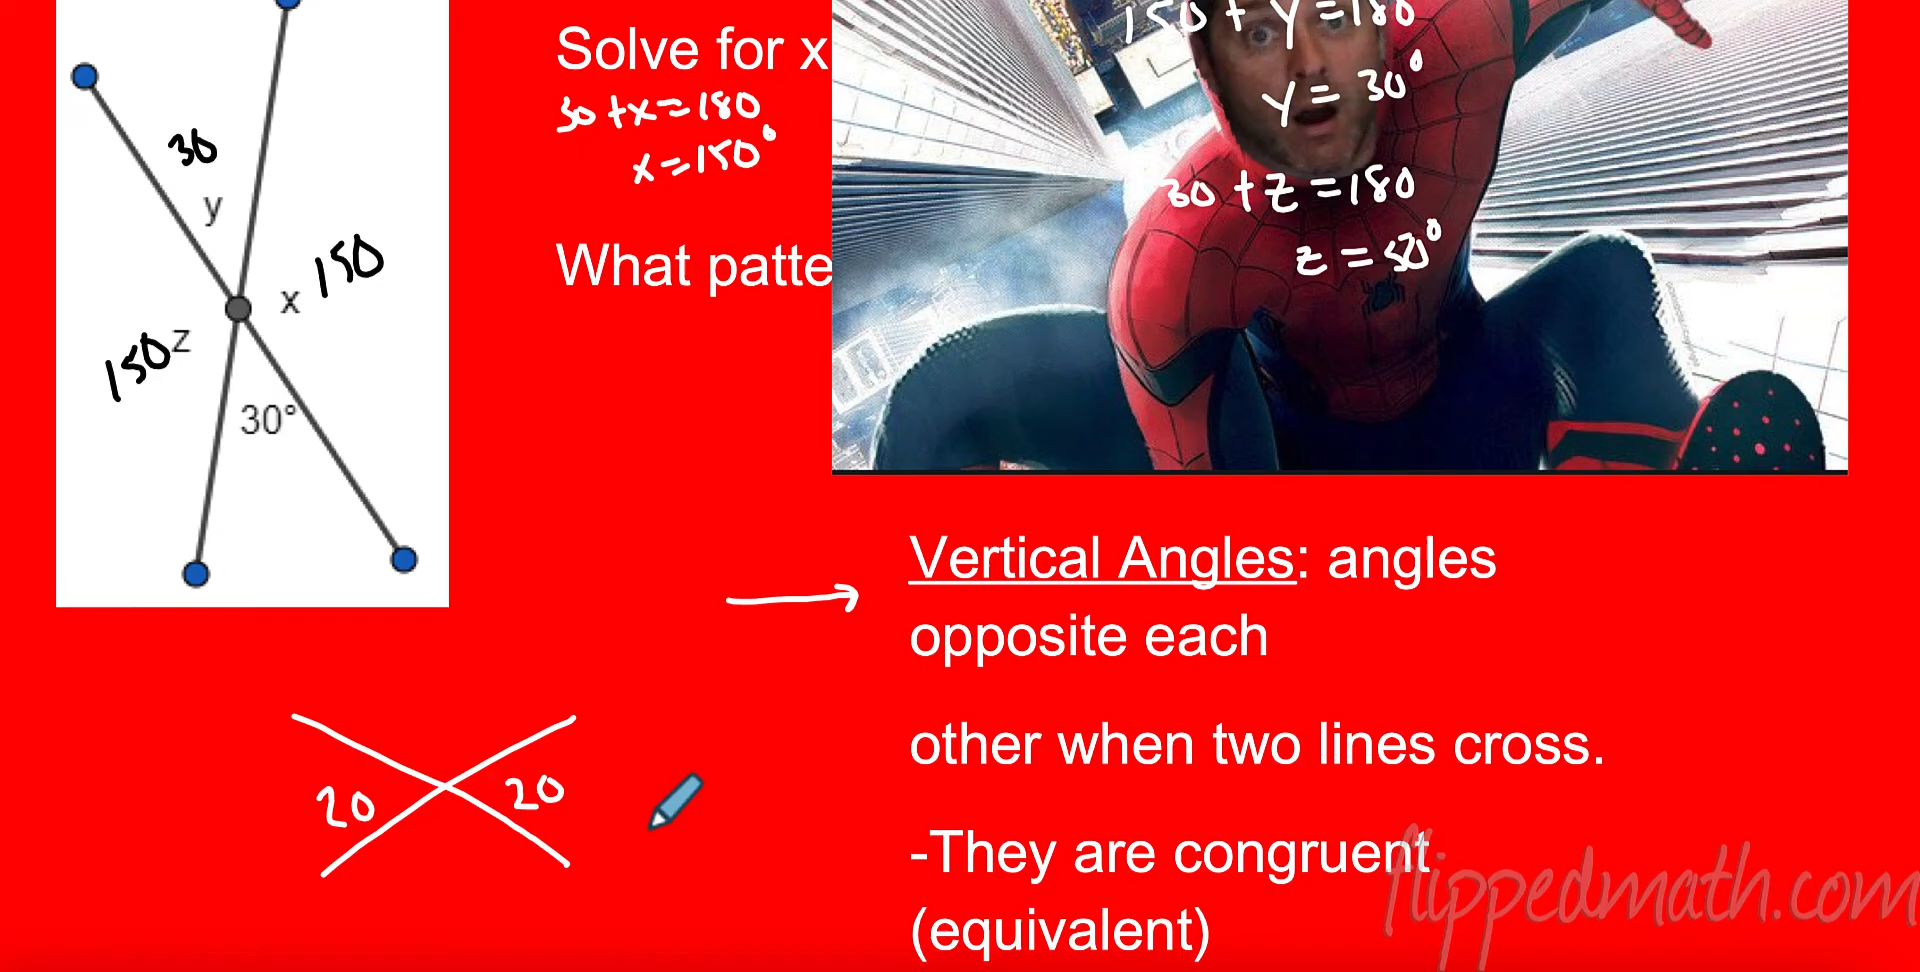 Solve for x
30 + x = 180
x = 150°
What patte
30
y
x 150
150 z
30°
150 + y = 180
y = 30°
30 + z = 180
Vertical Angles: angles
opposite each
other when two lines cross.
-They are congruent
(equivalent)
20 20
flippedmath.com